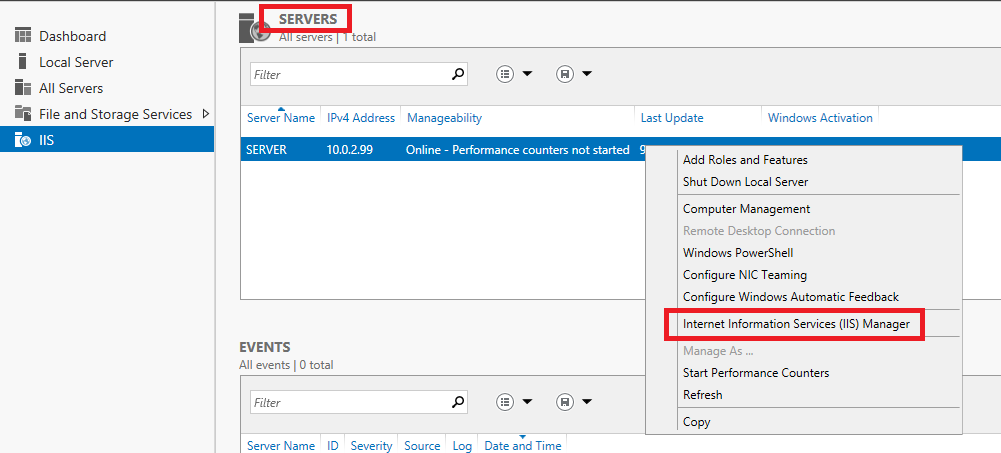 Dashboard
Local Server
All Servers
File and Storage Services
IIS
SERVERS
All servers | 1 total
Filter
Server Name IPv4 Address Manageability Last Update Windows Activation
SERVER 10.0.2.99 Online - Performance counters not started 9
Add Roles and Features
Shut Down Local Server
Computer Management
Remote Desktop Connection
Windows PowerShell
Configure NIC Teaming
Configure Windows Automatic Feedback
Internet Information Services (IIS) Manager
Manage As ...
Start Performance Counters
Refresh
Copy
EVENTS
All events | 0 total
Filter
Server Name ID Severity Source Log Date and Time